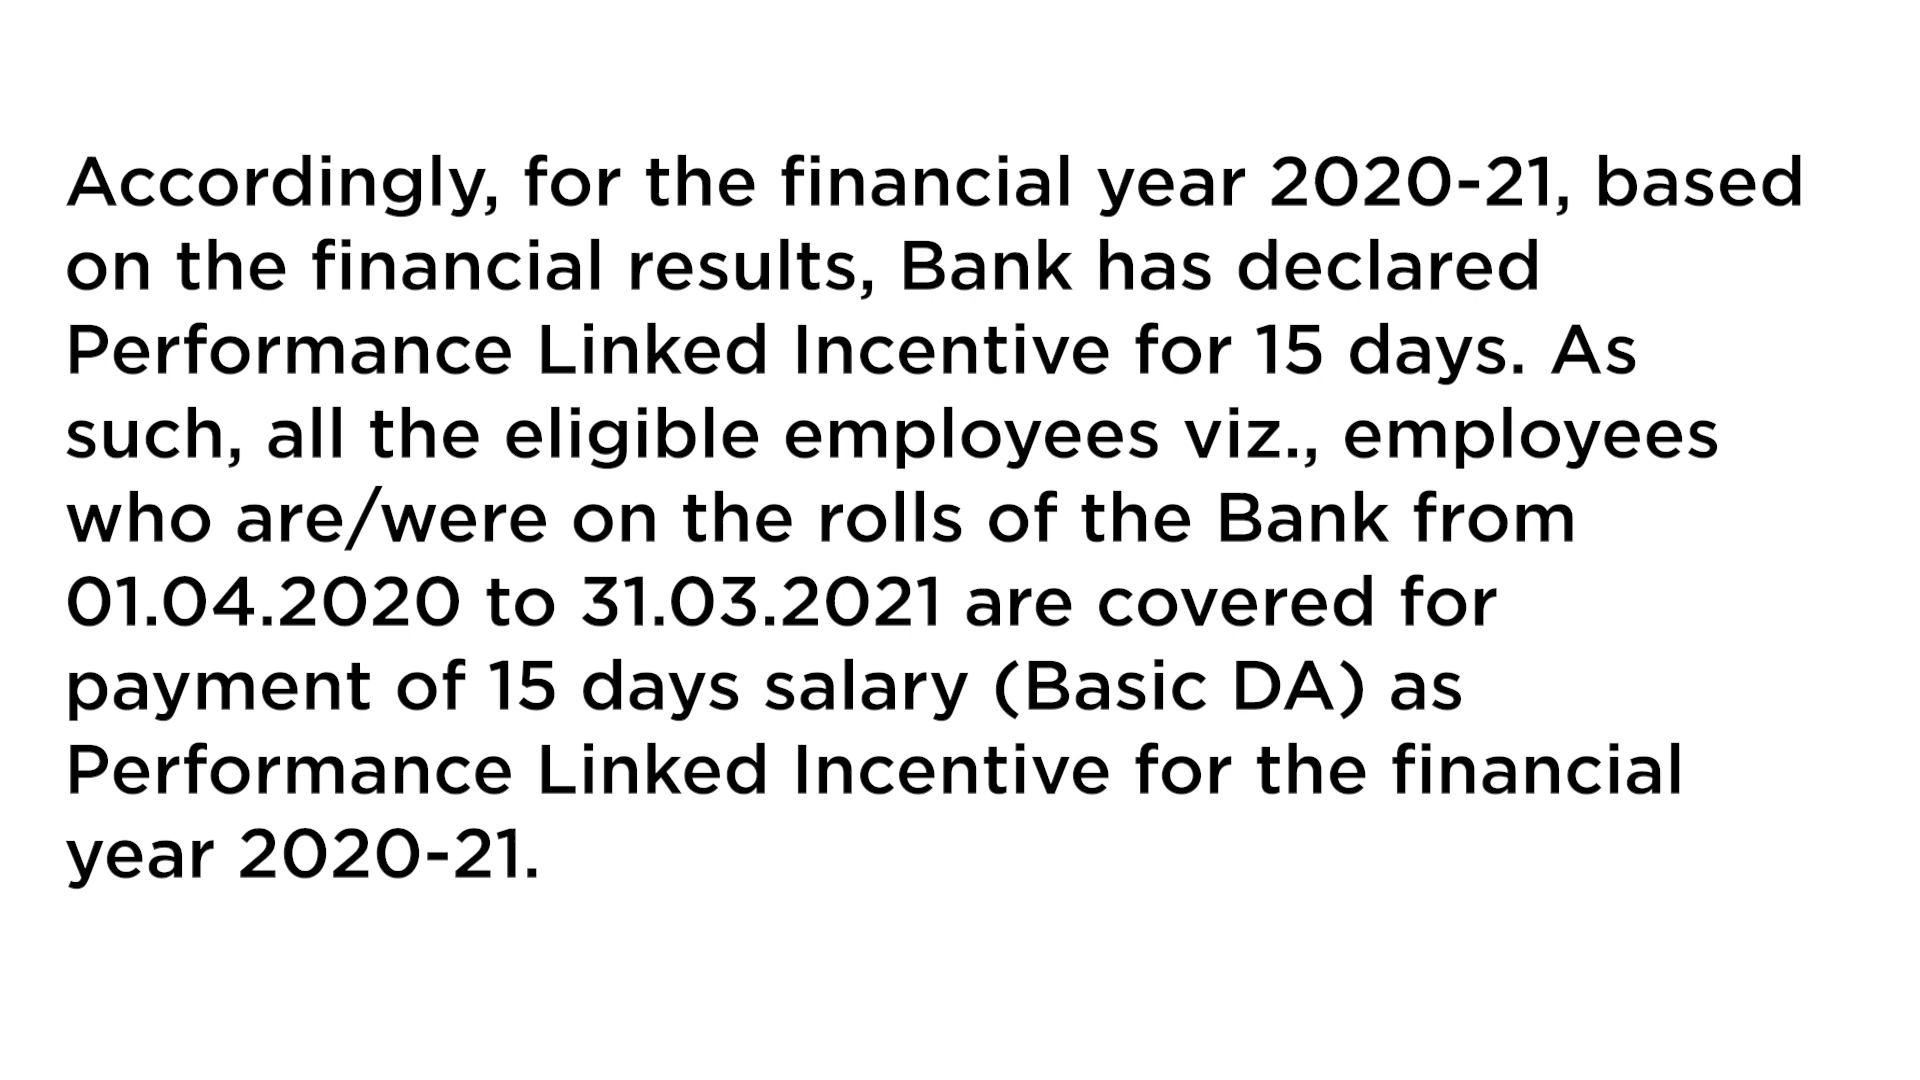 Accordingly, for the financial year 2020-21, based
on the financial results, Bank has declared
Performance Linked Incentive for 15 days. As
such, all the eligible employees viz., employees
who are/were on the rolls of the Bank from
01.04.2020 to 31.03.2021 are covered for
payment of 15 days salary (Basic DA) as
Performance Linked Incentive for the financial
year 2020-21.